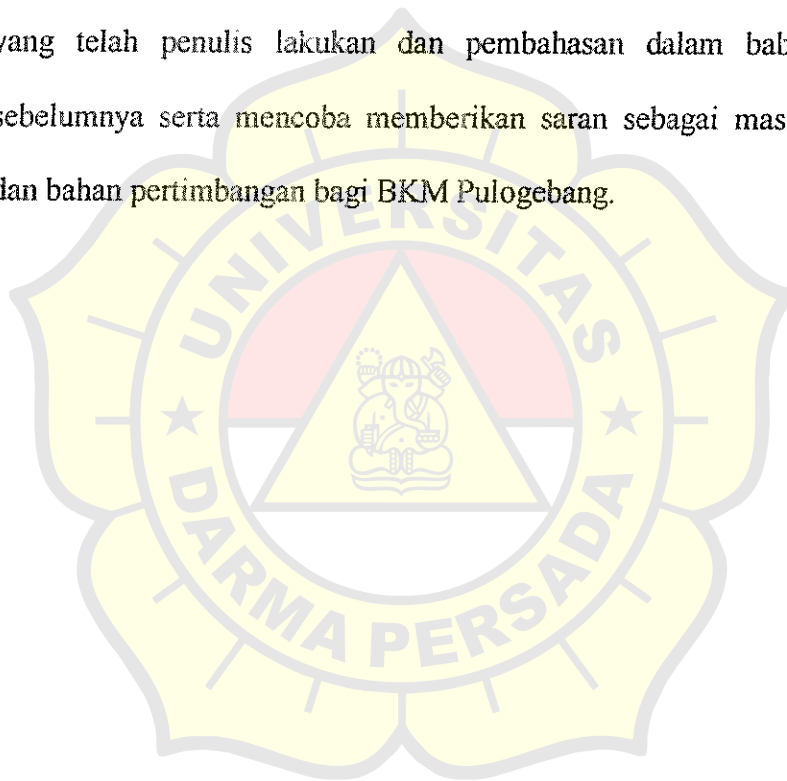 yang telah penulis lakukan dan pembahasan dalam bab
sebelumnya serta mencoba memberikan saran sebagai mas
dan bahan pertimbangan bagi BKM Pulogebang.
UNIVERSITAS
DARMA PERSADA